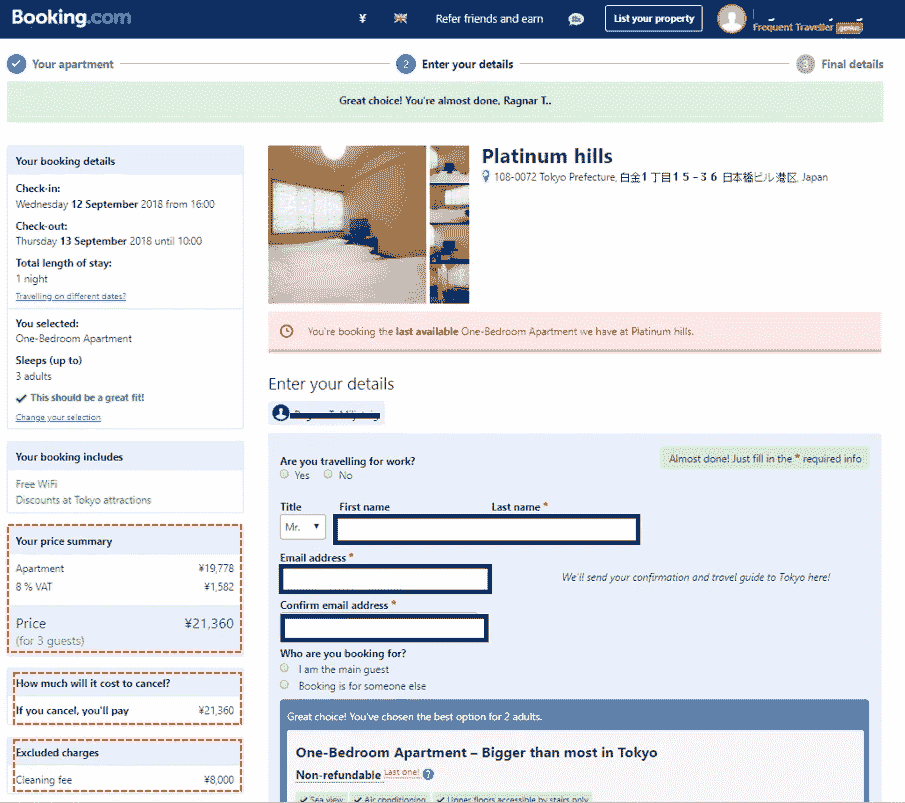 Booking.com
¥
Refer friends and earn
List your property
Frequent Traveller genius
Your apartment
2 Enter your details
3 Final details
Great choice! You're almost done, Ragnar T..
Your booking details
Check-in:
Wednesday 12 September 2018 from 16:00
Check-out:
Thursday 13 September 2018 until 10:00
Total length of stay:
1 night
Travelling on different dates?
You selected:
One-Bedroom Apartment
Sleeps (up to)
3 adults
This should be a great fit!
Change your selection
Your booking includes
Free WiFi
Discounts at Tokyo attractions
Your price summary
Apartment ¥19,778
8 % VAT ¥1,582
Price ¥21,360
(for 3 guests)
How much will it cost to cancel?
If you cancel, you'll pay ¥21,360
Excluded charges
Cleaning fee ¥8,000
Platinum hills
108-0072 Tokyo Prefecture, 白金1丁目15-36 日本橋ビル港区, Japan
You're booking the last available One-Bedroom Apartment we have at Platinum hills.
Enter your details
Almost done! Just fill in the * required info
Are you travelling for work?
Yes No
Title First name Last name *
Mr.
Email address *
We'll send your confirmation and travel guide to Tokyo here!
Confirm email address *
Who are you booking for?
I am the main guest
Booking is for someone else
Great choice! You've chosen the best option for 2 adults.
One-Bedroom Apartment – Bigger than most in Tokyo
Non-refundable Last one! ?
Sea view Air conditioning Upper floors accessible by stairs only